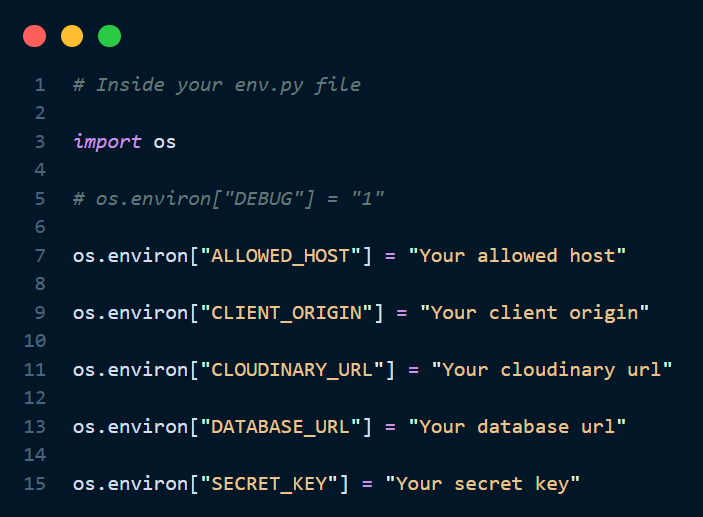 1 # Inside your env.py file
2
3 import os
4
5 # os.environ["DEBUG"] = "1"
6
7 os.environ["ALLOWED_HOST"] = "Your allowed host"
8
9 os.environ["CLIENT_ORIGIN"] = "Your client origin"
10
11 os.environ["CLOUDINARY_URL"] = "Your cloudinary url"
12
13 os.environ["DATABASE_URL"] = "Your database url"
14
15 os.environ["SECRET_KEY"] = "Your secret key"